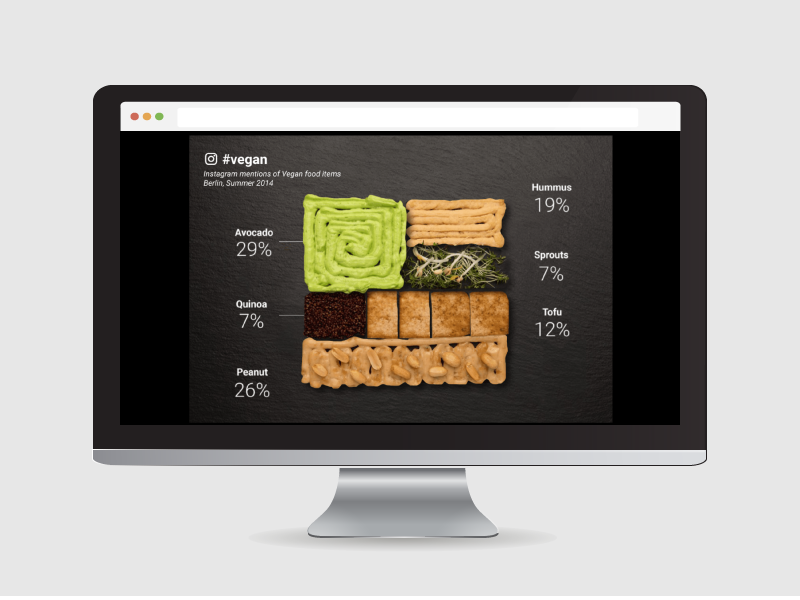 #vegan
Instagram mentions of Vegan food items
Berlin, Summer 2014
Avocado
29%
Quinoa
7%
Peanut
26%
Hummus
19%
Sprouts
7%
Tofu
12%